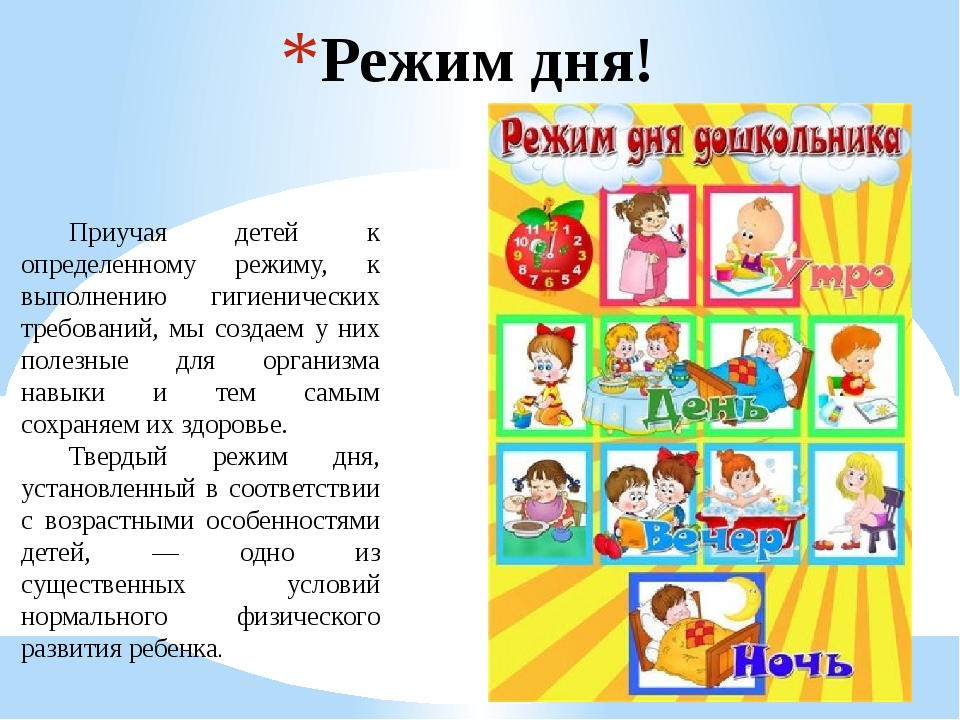 *Режим дня!
Приучая детей к
определенному режиму, к
выполнению гигиенических
требований, мы создаем у них
полезные для организма
навыки и тем самым
сохраняем их здоровье.
Твердый режим дня,
установленный в соответствии
с возрастными особенностями
детей, — одно из
существенных условий
нормального физического
развития ребенка.
Режим дня дошкольника
12
11 1
10 2
9 3
8 4
7 6 5
Утро
День
Вечер
Ночь